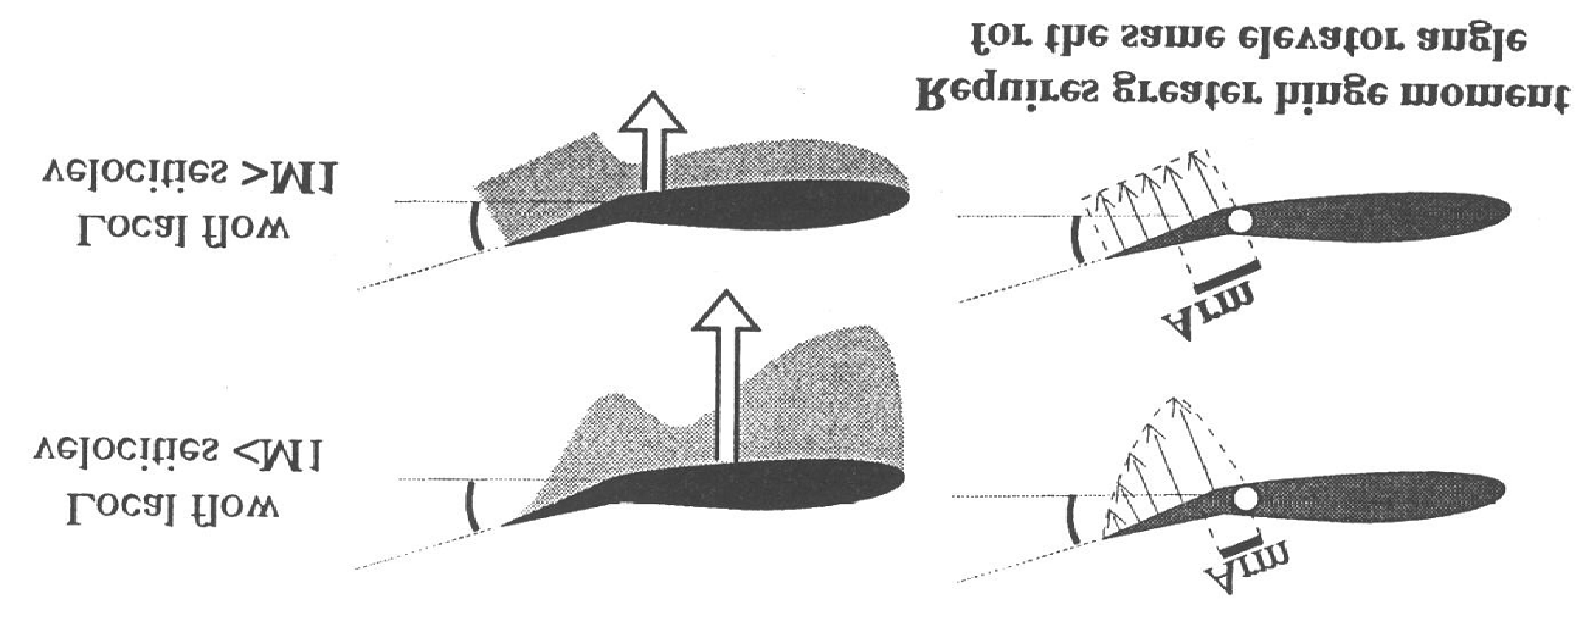 Local flow
velocities <M1
Arm
Local flow
velocities >M1
Arm
Requires greater hinge moment
for the same elevator angle